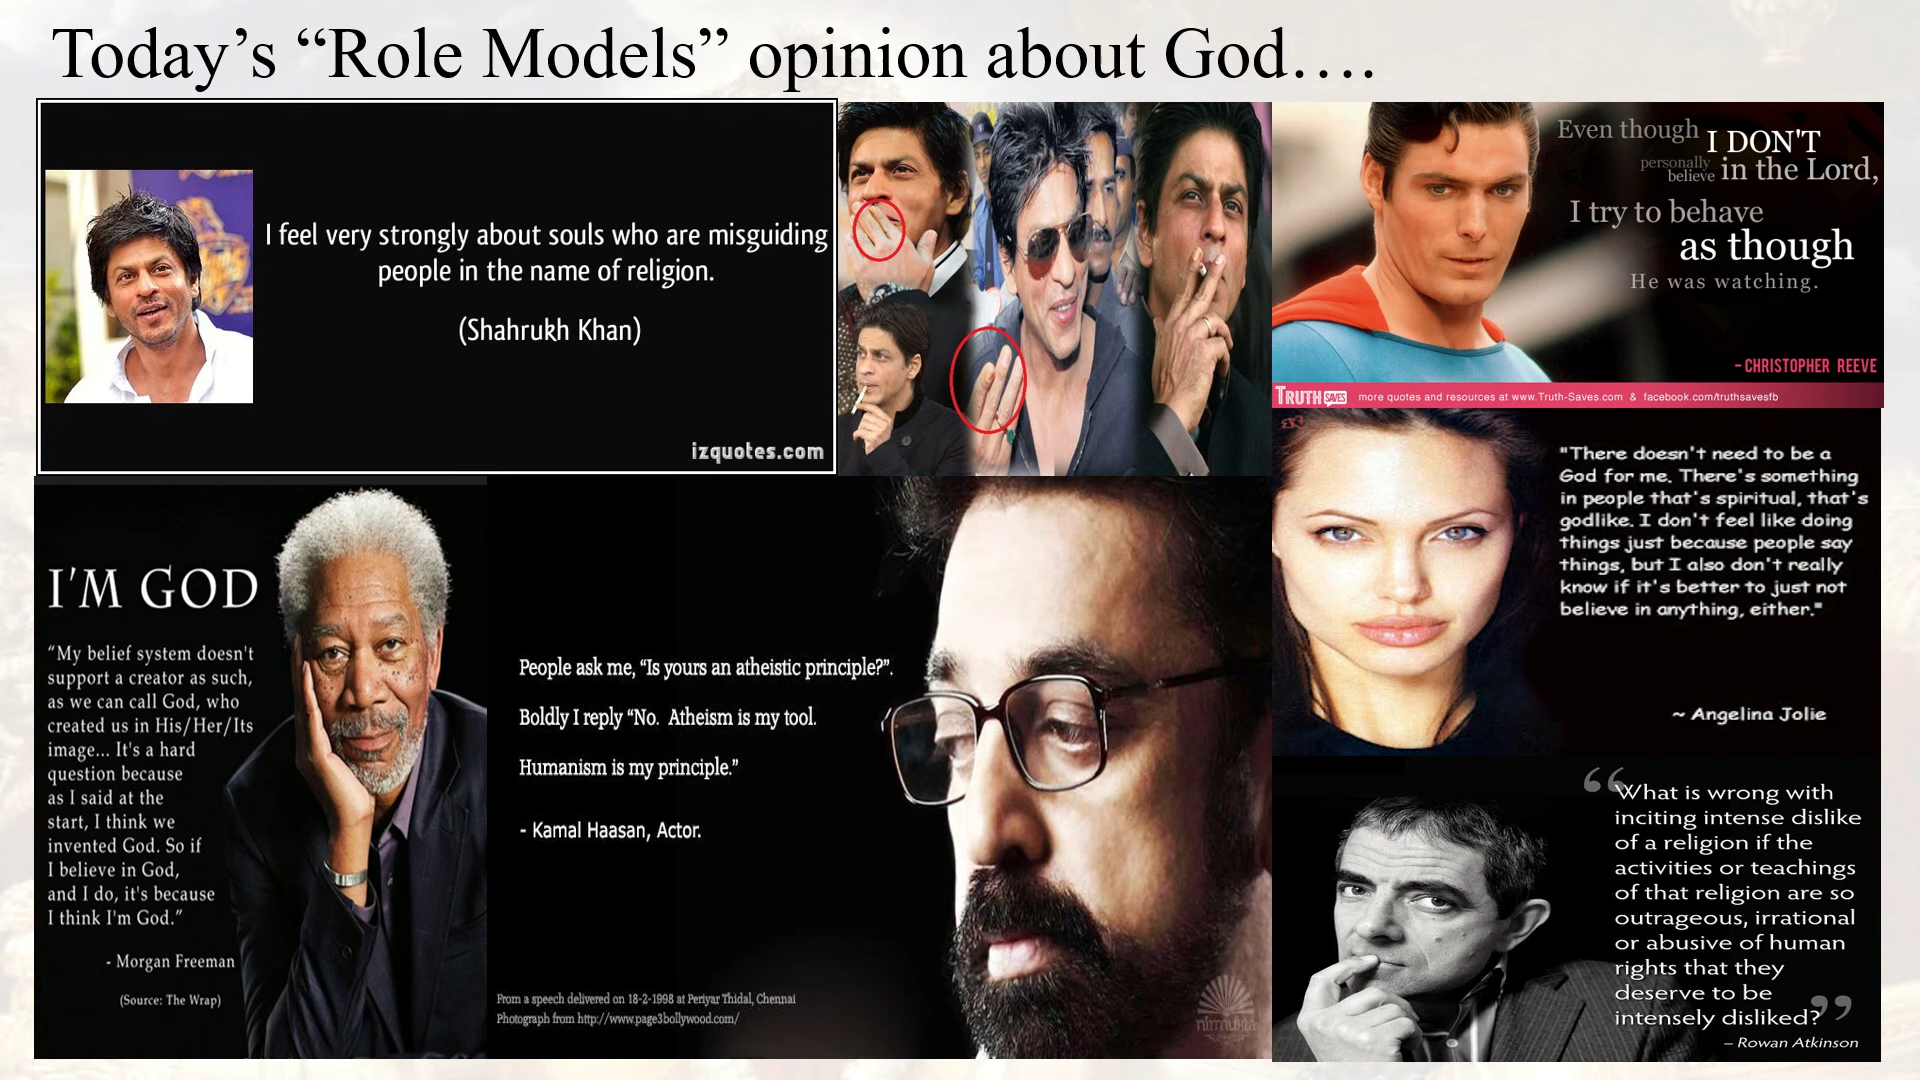 Today’s “Role Models” opinion about God….
I feel very strongly about souls who are misguiding
people in the name of religion.
(Shahrukh Khan)
izquotes.com
Even though I DON'T
personally believe in the Lord,
I try to behave
as though
He was watching.
- CHRISTOPHER REEVE
TRUTH SAVES more quotes and resources at www.Truth-Saves.com & facebook.com/truthsavesfb
"There doesn't need to be a
God for me. There's something
in people that's spiritual, that's
godlike. I don't feel like doing
things just because people say
things, but I also don't really
know if it's better to just not
believe in anything, either."
~ Angelina Jolie
I'M GOD
“My belief system doesn't
support a creator as such,
as we can call God, who
created us in His/Her/Its
image... It's a hard
question because
as I said at the
start, I think we
invented God. So if
I believe in God,
and I do, it's because
I think I'm God.”
- Morgan Freeman
(Source: The Wrap)
People ask me, “Is yours an atheistic principle?”.
Boldly I reply “No. Atheism is my tool.
Humanism is my principle.”
- Kamal Haasan, Actor.
From a speech delivered on 18-2-1998 at Periyar Thidal, Chennai
Photograph from http://www.page3bollywood.com/
nirmukta
“What is wrong with
inciting intense dislike
of a religion if the
activities or teachings
of that religion are so
outrageous, irrational
or abusive of human
rights that they
deserve to be
intensely disliked?”
– Rowan Atkinson